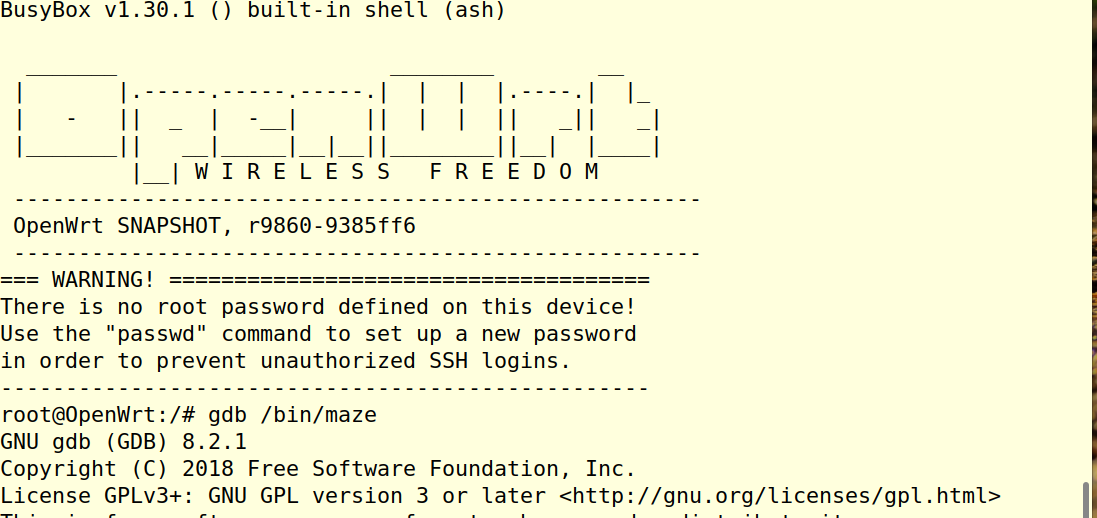 BusyBox v1.30.1 () built-in shell (ash)
  _______                     ________        __
 |       |.-----.-----.-----.|  |  |  |.----.|  |_
 |   -   ||  _  |  -__|     ||  |  |  ||   _||   _|
 |_______||   __|_____|__|__||________||__|  |____|
          |__| W I R E L E S S   F R E E D O M
 -----------------------------------------------------
 OpenWrt SNAPSHOT, r9860-9385ff6
 -----------------------------------------------------
=== WARNING! =====================================
There is no root password defined on this device!
Use the "passwd" command to set up a new password
in order to prevent unauthorized SSH logins.
--------------------------------------------------
root@OpenWrt:/# gdb /bin/maze
GNU gdb (GDB) 8.2.1
Copyright (C) 2018 Free Software Foundation, Inc.
License GPLv3+: GNU GPL version 3 or later <http://gnu.org/licenses/gpl.html>